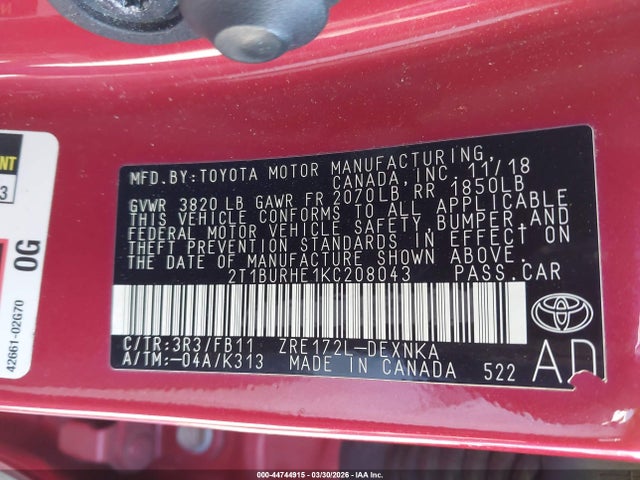 MFD.BY:TOYOTA MOTOR MANUFACTURING,
CANADA, INC. 11/18
GVWR 3820 LB GAWR FR 2070LB,RR 1850LB
THIS VEHICLE CONFORMS TO ALL APPLICABLE
FEDERAL MOTOR VEHICLE SAFETY,BUMPER,AND
THEFT PREVENTION STANDARDS IN EFFECT ON
THE DATE OF MANUFACTURE SHOWN ABOVE.
2T1BURHE1KC208043 PASS.CAR
C/TR:3R3/FB11 ZRE172L-DEXNKA
A/TM:-04A/K313 MADE IN CANADA 522
TOYOTA
AD
0G
42661-02G70
3
000-44744915 | 03/30/2026 | IAA Inc.